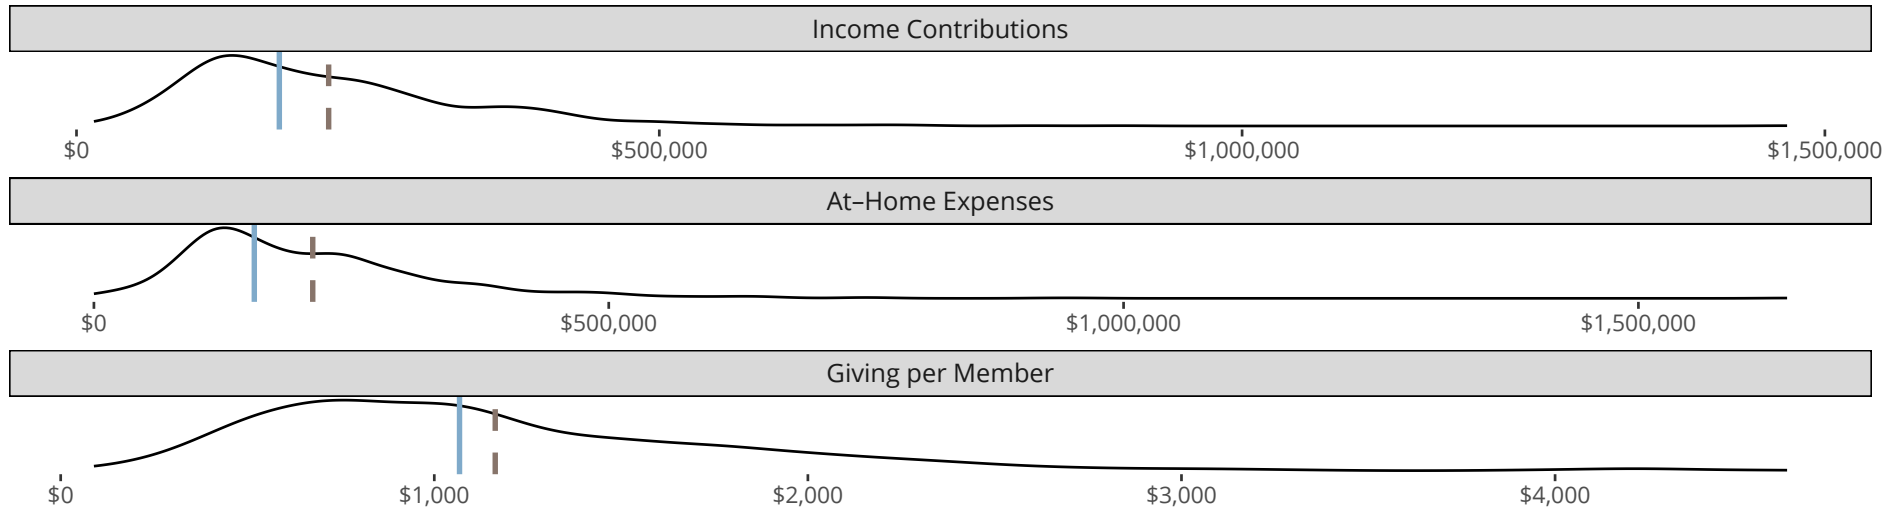 Income Contributions
$0 $500,000 $1,000,000 $1,500,000
At–Home Expenses
$0 $500,000 $1,000,000 $1,500,000
Giving per Member
$0 $1,000 $2,000 $3,000 $4,000